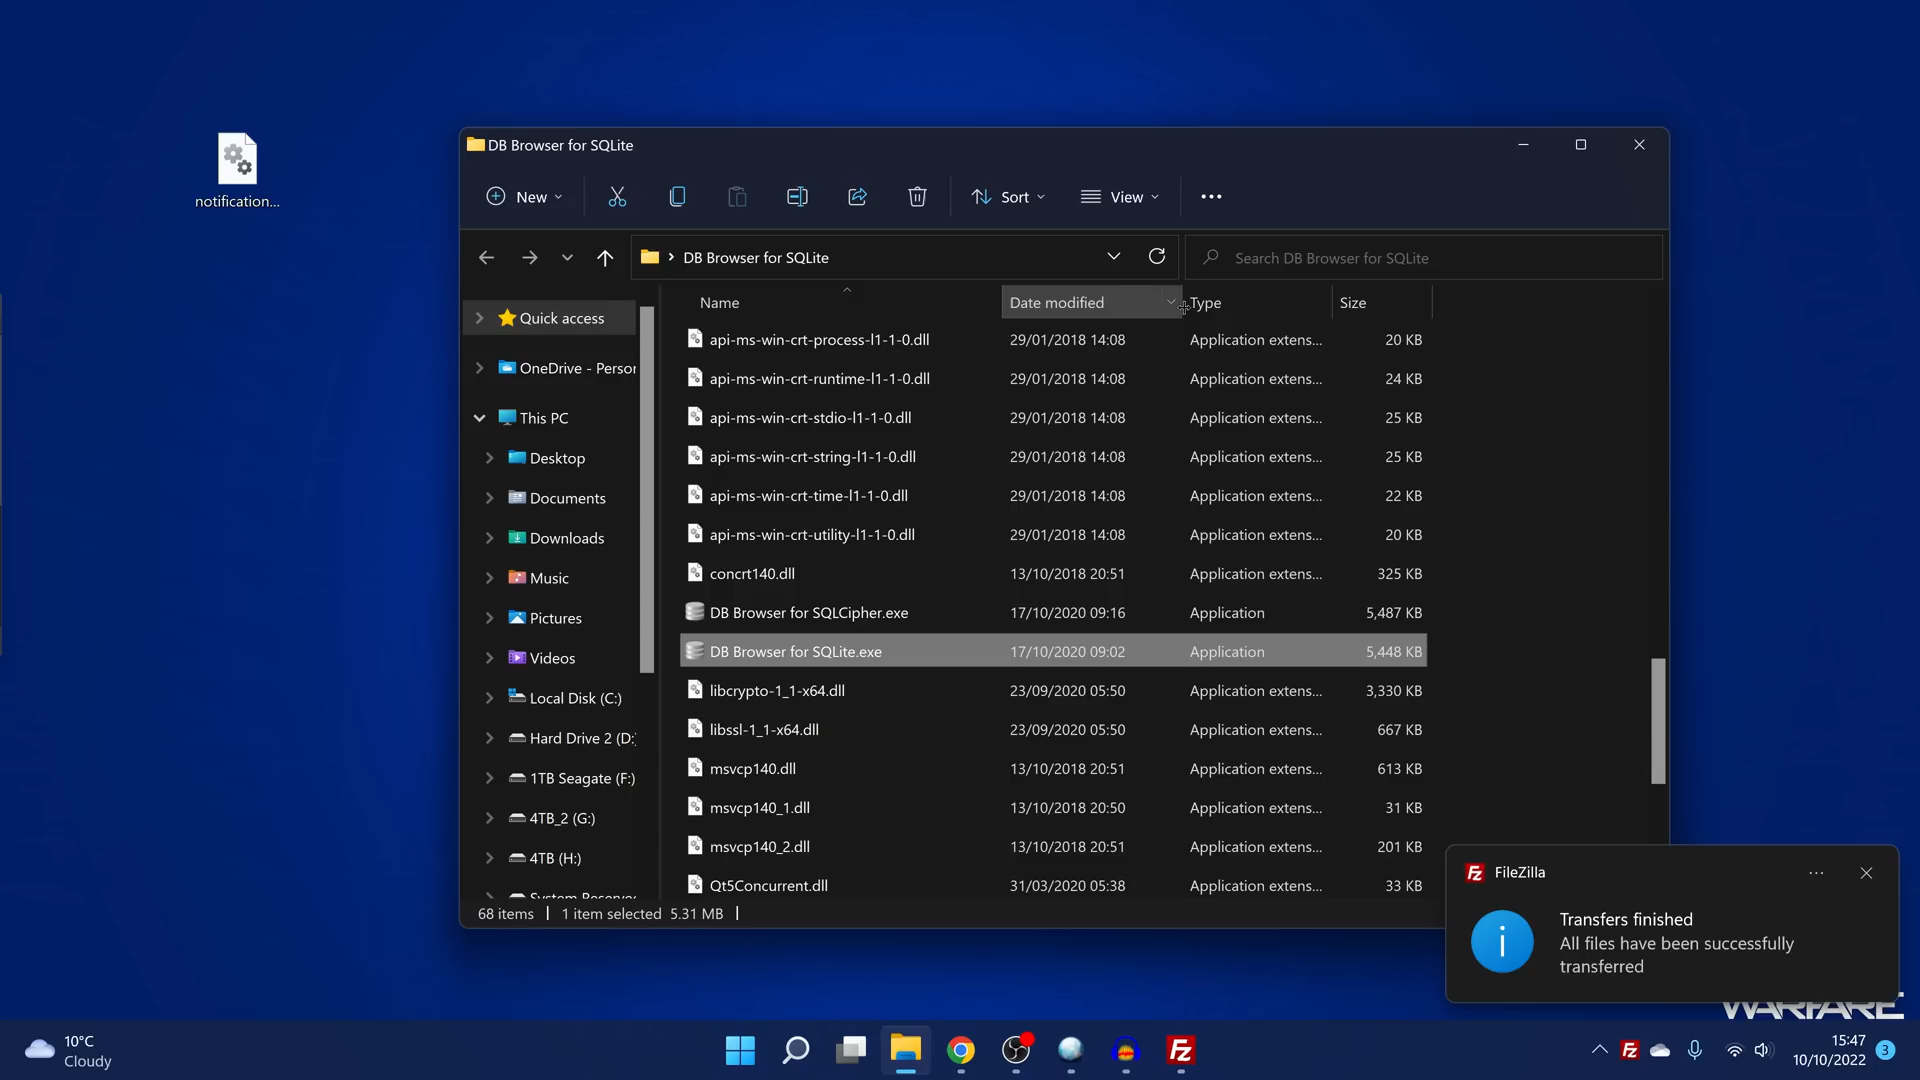 notification...
DB Browser for SQLite
New
Sort
View
DB Browser for SQLite
Search DB Browser for SQLite
Quick access
OneDrive - Person
This PC
Desktop
Documents
Downloads
Music
Pictures
Videos
Local Disk (C:)
Hard Drive 2 (D:)
1TB Seagate (F:)
4TB_2 (G:)
4TB (H:)
Name Date modified Type Size
api-ms-win-crt-process-l1-1-0.dll 29/01/2018 14:08 Application extens... 20 KB
api-ms-win-crt-runtime-l1-1-0.dll 29/01/2018 14:08 Application extens... 24 KB
api-ms-win-crt-stdio-l1-1-0.dll 29/01/2018 14:08 Application extens... 25 KB
api-ms-win-crt-string-l1-1-0.dll 29/01/2018 14:08 Application extens... 25 KB
api-ms-win-crt-time-l1-1-0.dll 29/01/2018 14:08 Application extens... 22 KB
api-ms-win-crt-utility-l1-1-0.dll 29/01/2018 14:08 Application extens... 20 KB
concrt140.dll 13/10/2018 20:51 Application extens... 325 KB
DB Browser for SQLCipher.exe 17/10/2020 09:16 Application 5,487 KB
DB Browser for SQLite.exe 17/10/2020 09:02 Application 5,448 KB
libcrypto-1_1-x64.dll 23/09/2020 05:50 Application extens... 3,330 KB
libssl-1_1-x64.dll 23/09/2020 05:50 Application extens... 667 KB
msvcp140.dll 13/10/2018 20:51 Application extens... 613 KB
msvcp140_1.dll 13/10/2018 20:50 Application extens... 31 KB
msvcp140_2.dll 13/10/2018 20:51 Application extens... 201 KB
Qt5Concurrent.dll 31/03/2020 05:38 Application extens... 33 KB
68 items 1 item selected 5.31 MB
FileZilla
Transfers finished
All files have been successfully
transferred
WARFARE
10°C
Cloudy
15:47
10/10/2022
3